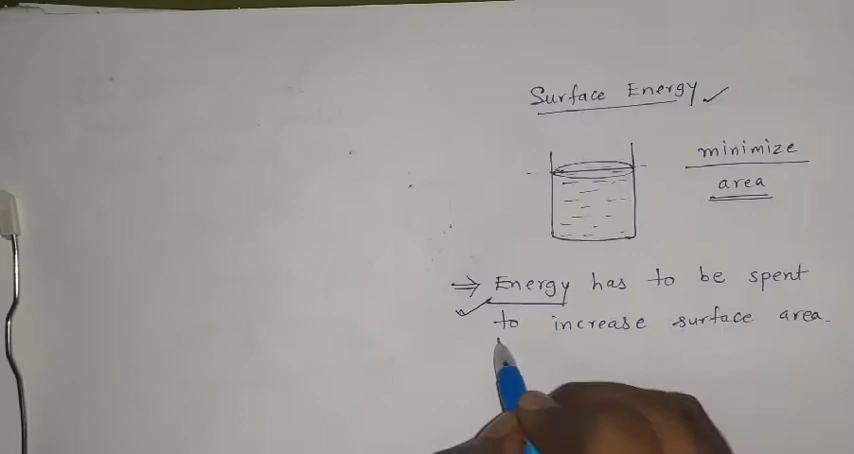 Surface Energy
minimize
area
⇒ Energy has to be spent
to increase surface area.